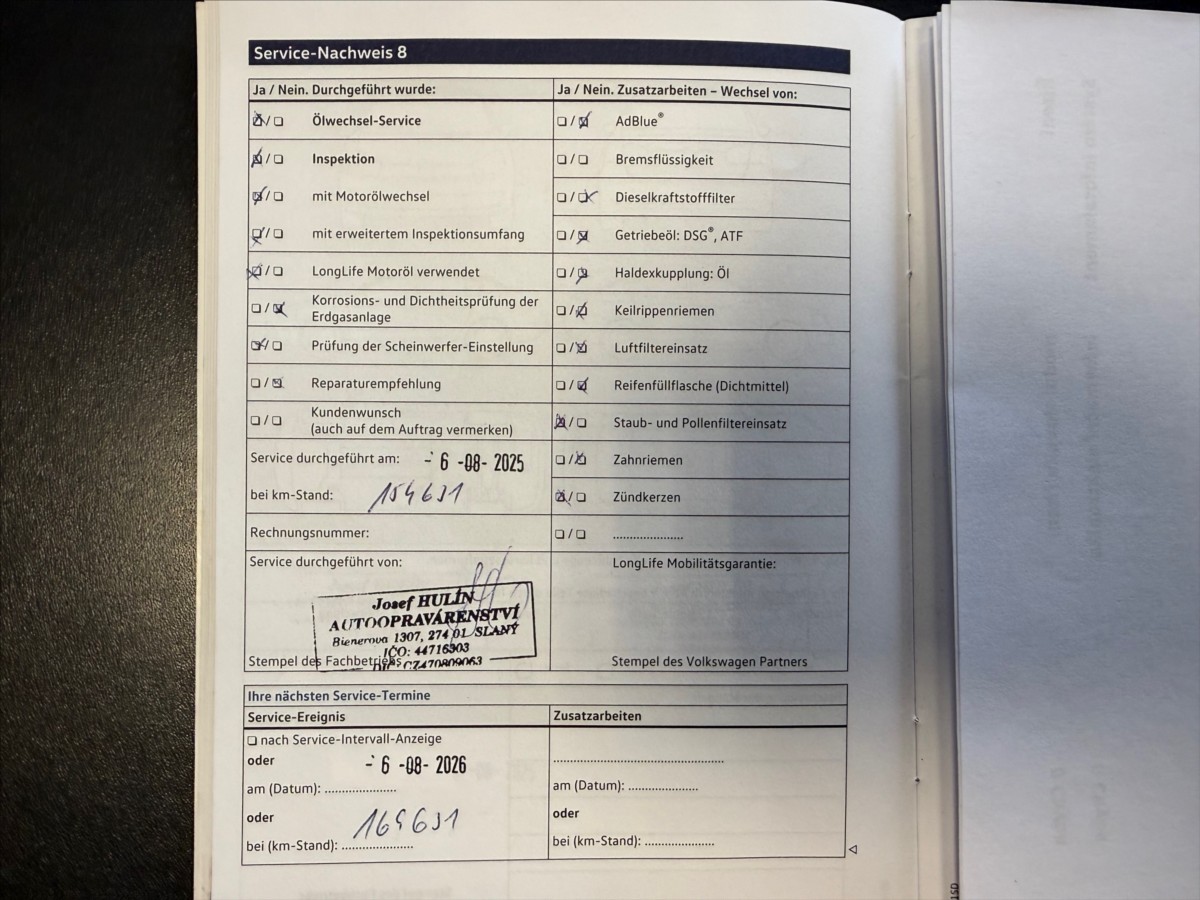 Service-Nachweis 8
Ja / Nein. Durchgeführt wurde:
Ölwechsel-Service
Inspektion
mit Motorölwechsel
mit erweitertem Inspektionsumfang
LongLife Motoröl verwendet
Korrosions- und Dichtheitsprüfung der
Erdgasanlage
Prüfung der Scheinwerfer-Einstellung
Reparaturempfehlung
Kundenwunsch
(auch auf dem Auftrag vermerken)
Service durchgeführt am: - 6 -08- 2025
bei km-Stand: 154631
Rechnungsnummer:
Service durchgeführt von:
Josef HULÍN
AUTOOPRAVÁRENSTVÍ
Bienerova 1307, 274 01 SLANÝ
IČO: 44716303
DIČ: CZ470809063
Stempel des Fachbetriebs
Ja / Nein. Zusatzarbeiten – Wechsel von:
AdBlue®
Bremsflüssigkeit
Dieselkraftstofffilter
Getriebeöl: DSG®, ATF
Haldexkupplung: Öl
Keilrippenriemen
Luftfiltereinsatz
Reifenfüllflasche (Dichtmittel)
Staub- und Pollenfiltereinsatz
Zahnriemen
Zündkerzen
......................
LongLife Mobilitätsgarantie:
Stempel des Volkswagen Partners
Ihre nächsten Service-Termine
Service-Ereignis
nach Service-Intervall-Anzeige
oder
- 6 -08- 2026
am (Datum): ......................
oder
169631
bei (km-Stand): ......................
Zusatzarbeiten
.....................................................
am (Datum): ......................
oder
bei (km-Stand): ......................